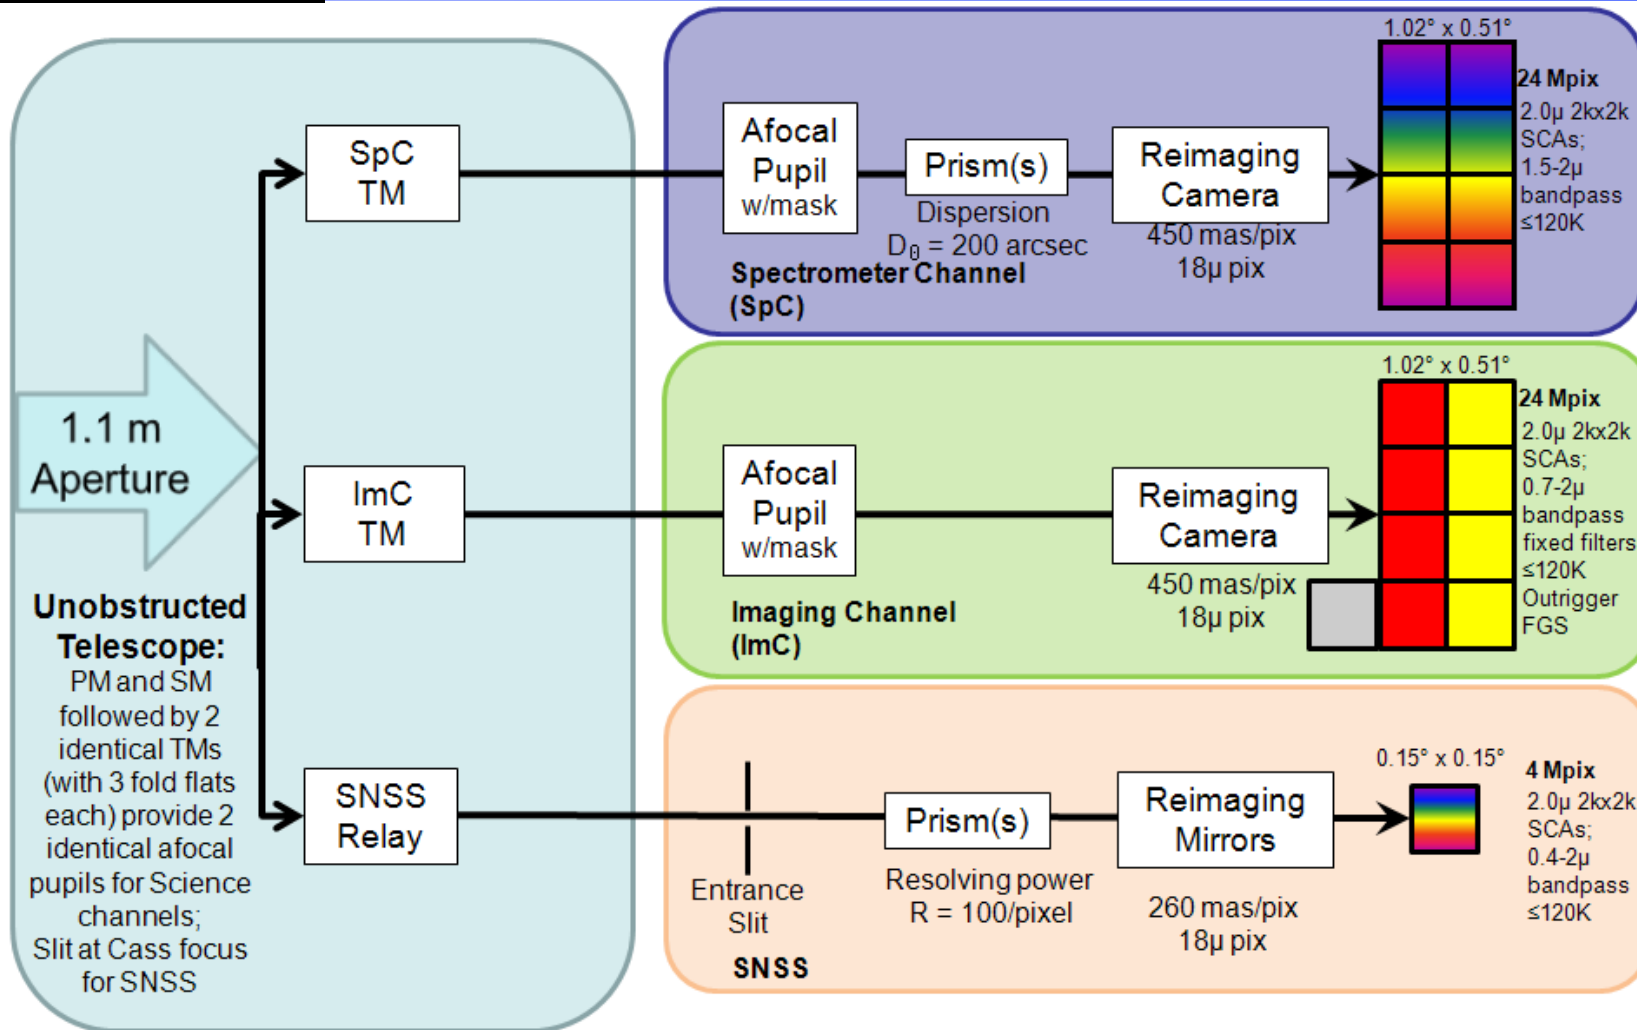 1.1 m
Aperture
Unobstructed
Telescope:
PM and SM
followed by 2
identical TMs
(with 3 fold flats
each) provide 2
identical afocal
pupils for Science
channels;
Slit at Cass focus
for SNSS
SpC
TM
ImC
TM
SNSS
Relay
Afocal
Pupil
w/mask
Prism(s)
Dispersion
Dθ = 200 arcsec
Reimaging
Camera
450 mas/pix
18µ pix
Spectrometer Channel
(SpC)
1.02° x 0.51°
24 Mpix
2.0µ 2kx2k
SCAs;
1.5-2µ
bandpass
≤120K
Afocal
Pupil
w/mask
Reimaging
Camera
450 mas/pix
18µ pix
Imaging Channel
(ImC)
1.02° x 0.51°
24 Mpix
2.0µ 2kx2k
SCAs;
0.7-2µ
bandpass
fixed filters
≤120K
Outrigger
FGS
Entrance
Slit
Prism(s)
Resolving power
R = 100/pixel
Reimaging
Mirrors
260 mas/pix
18µ pix
SNSS
0.15° x 0.15°
4 Mpix
2.0µ 2kx2k
SCAs;
0.4-2µ
bandpass
≤120K